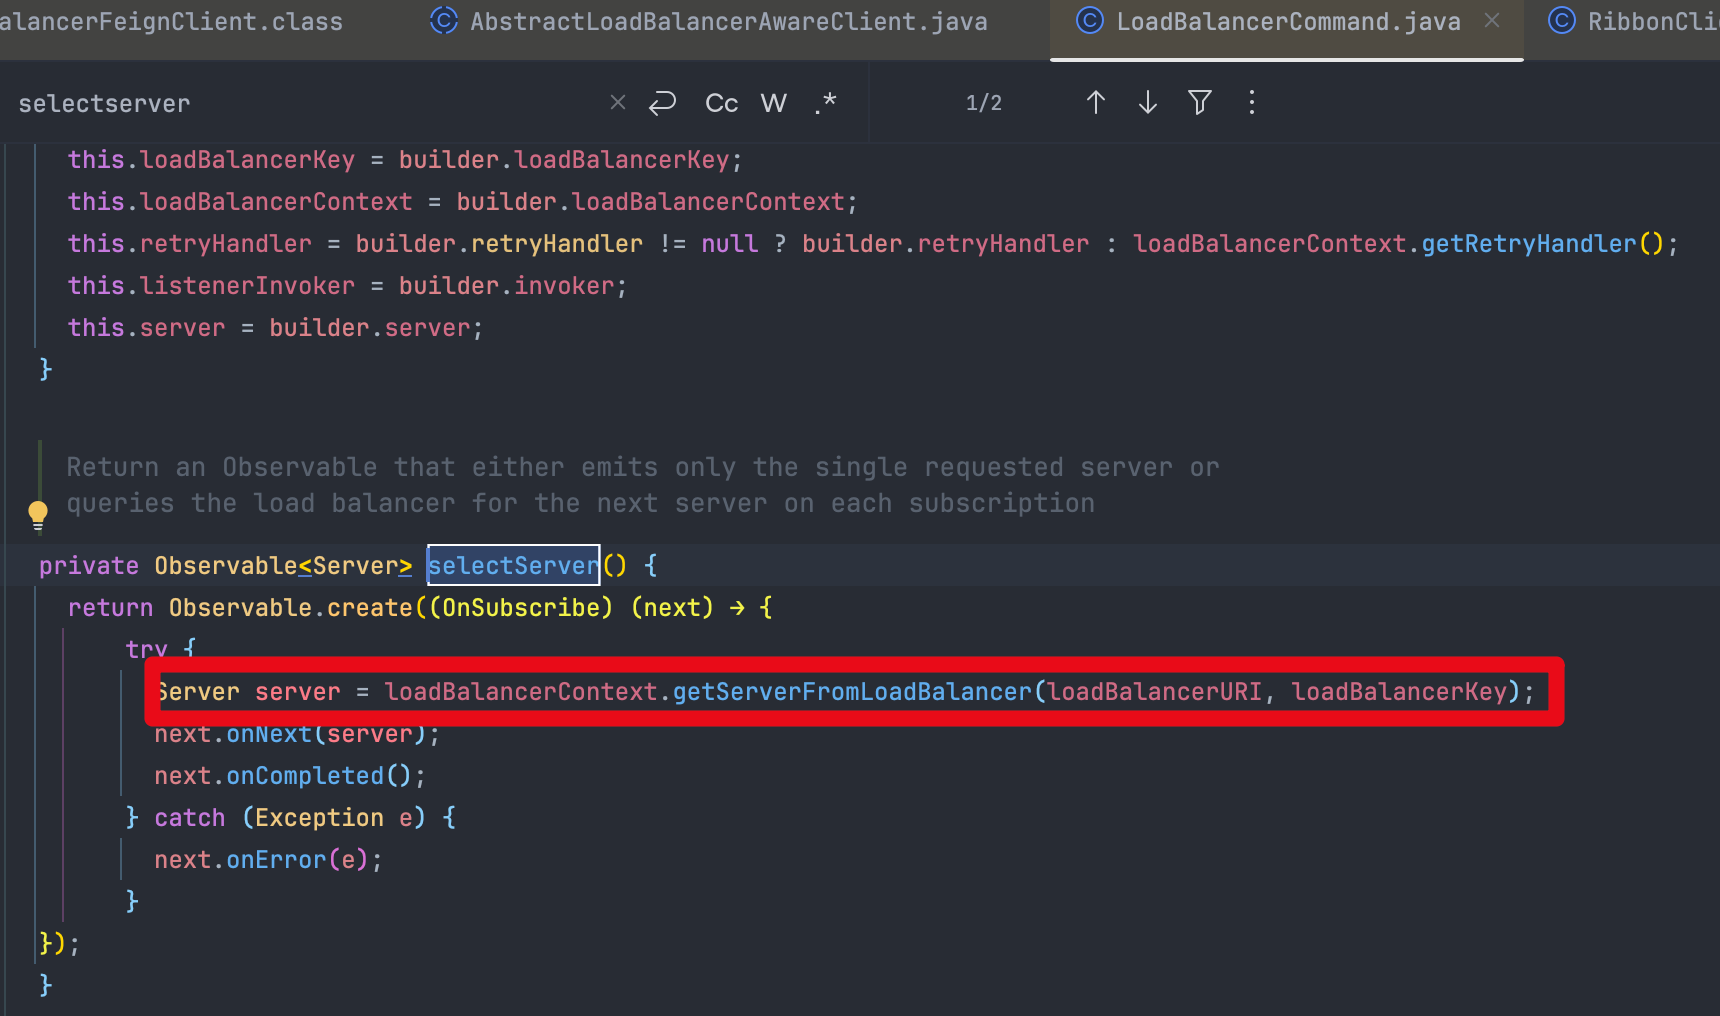 alancerFeignClient.class AbstractLoadBalancerAwareClient.java LoadBalancerCommand.java RibbonCli
selectserver Cc W .* 1/2
this.loadBalancerKey = builder.loadBalancerKey;
this.loadBalancerContext = builder.loadBalancerContext;
this.retryHandler = builder.retryHandler != null ? builder.retryHandler : loadBalancerContext.getRetryHandler();
this.listenerInvoker = builder.invoker;
this.server = builder.server;
}
Return an Observable that either emits only the single requested server or
queries the load balancer for the next server on each subscription
private Observable<Server> selectServer() {
return Observable.create((OnSubscribe) (next) → {
try {
Server server = loadBalancerContext.getServerFromLoadBalancer(loadBalancerURI, loadBalancerKey);
next.onNext(server);
next.onCompleted();
} catch (Exception e) {
next.onError(e);
}
});
}